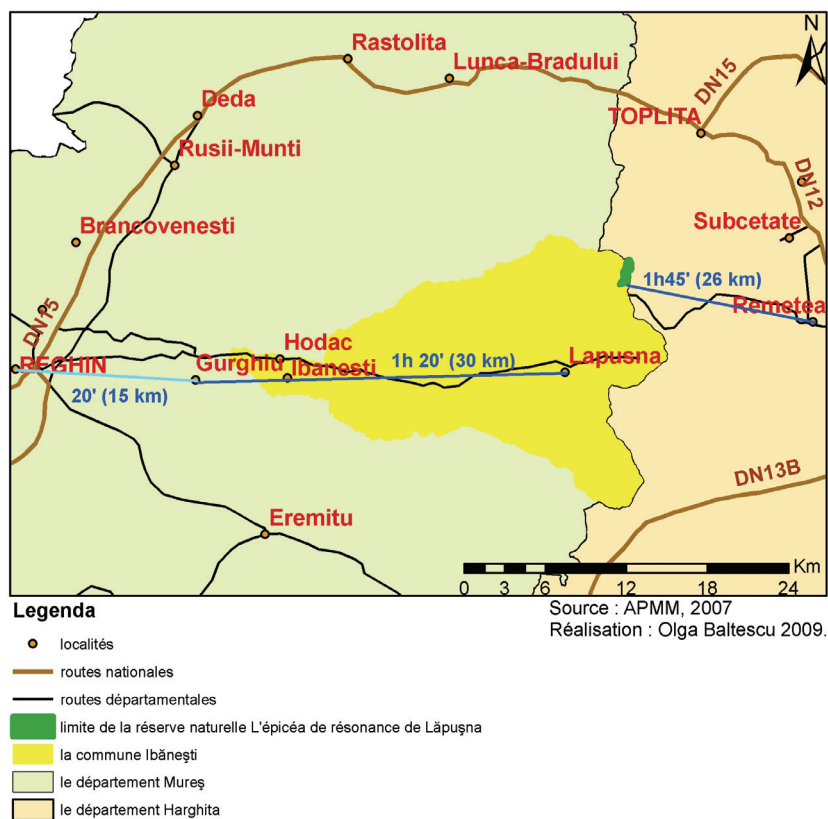 N
Rastolita
Lunca-Bradului
DN15
Deda
TOPLITA
Rusii-Munti
DN12
Subcetate
Brancovenesti
1h45' (26 km)
Remetea
DN15
Hodac
REGHIN
Gurghiu
Ibanesti
1h 20' (30 km)
Lapusna
20' (15 km)
DN13B
Eremitu
Km
0 3 6 12 18 24
Legenda
Source : APMM, 2007
Réalisation : Olga Baltescu 2009.
localités
routes nationales
routes départamentales
limite de la réserve naturelle L'épicéa de résonance de Lăpuşna
la commune Ibăneşti
le département Mureş
le département Harghita